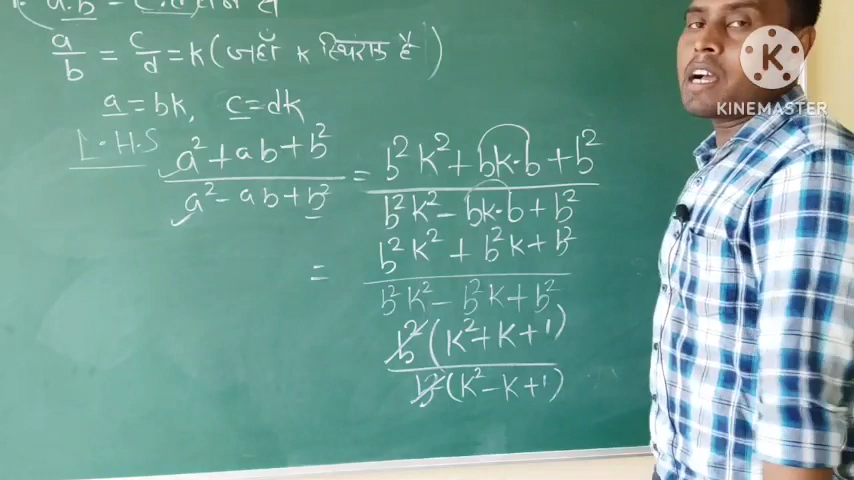 a.b
a/b = c/d = k ( जहाँ k स्थिरांक है )
a = bk, c = dk
L.H.S
(a² + ab + b²)/(a² - ab + b²) = (b²k² + bk·b + b²)/(b²k² - bk·b + b²)
= (b²k² + b²k + b²)/(b²k² - b²k + b²)
b²(k² + k + 1)/b²(k² - k + 1)
K
KINEMASTER